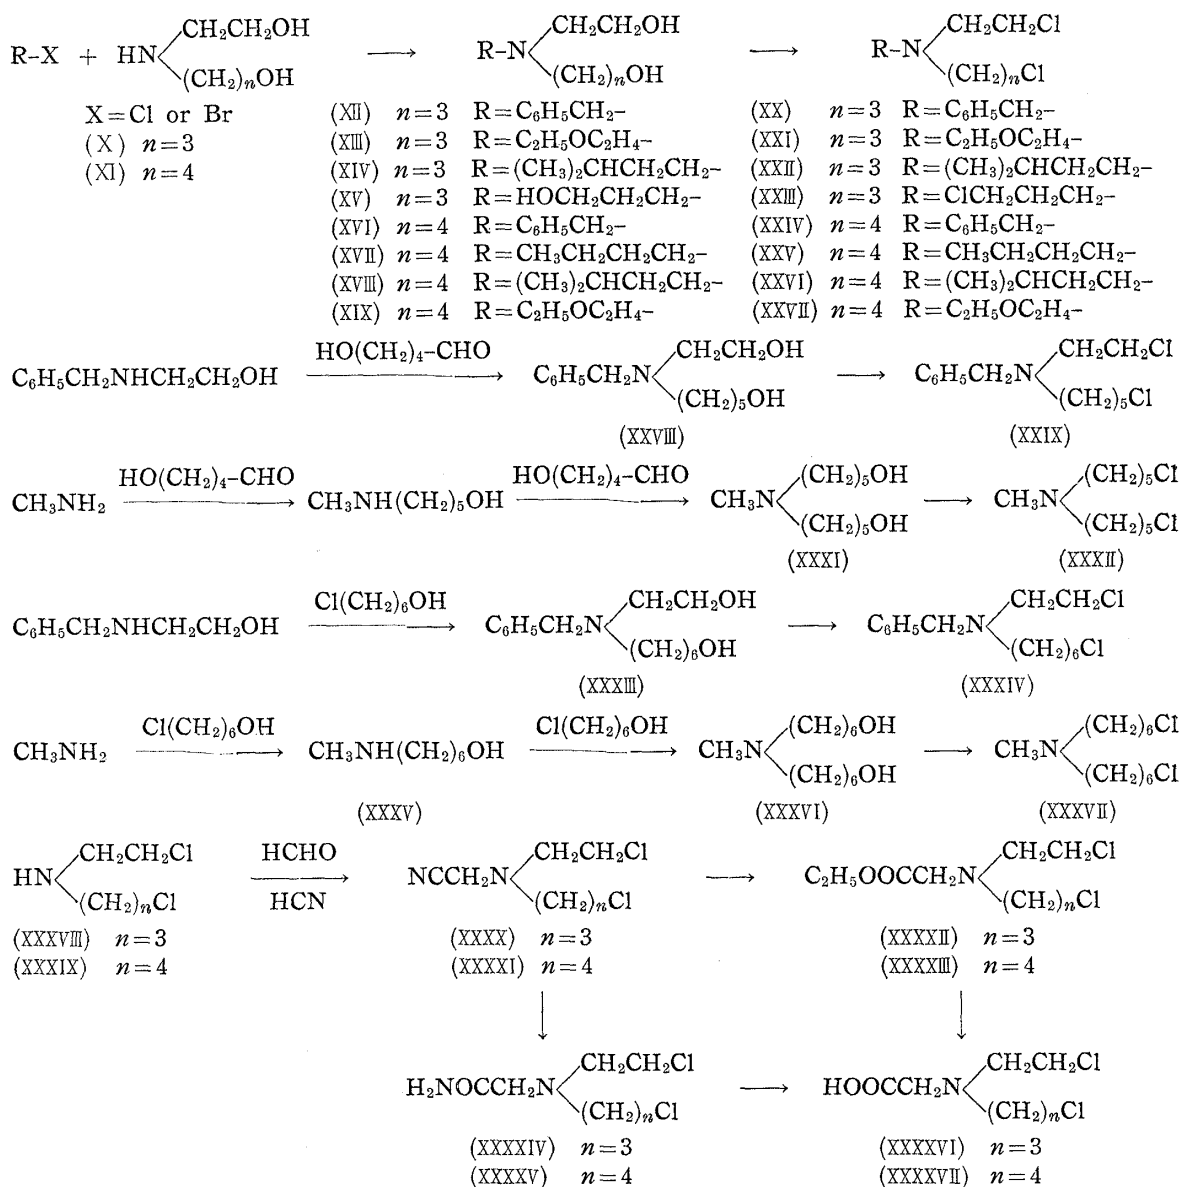 CH₂CH₂OH CH₂CH₂OH CH₂CH₂Cl
R–X + HN ⟶ R–N ⟶ R–N
(CH₂)ₙOH (CH₂)ₙOH (CH₂)ₙCl
X=Cl or Br (XII) n=3 R=C₆H₅CH₂– (XX) n=3 R=C₆H₅CH₂–
(X) n=3 (XIII) n=3 R=C₂H₅OC₂H₄– (XXI) n=3 R=C₂H₅OC₂H₄–
(XI) n=4 (XIV) n=3 R=(CH₃)₂CHCH₂CH₂– (XXII) n=3 R=(CH₃)₂CHCH₂CH₂–
(XV) n=3 R=HOCH₂CH₂CH₂– (XXIII) n=3 R=ClCH₂CH₂CH₂–
(XVI) n=4 R=C₆H₅CH₂– (XXIV) n=4 R=C₆H₅CH₂–
(XVII) n=4 R=CH₃CH₂CH₂CH₂– (XXV) n=4 R=CH₃CH₂CH₂CH₂–
(XVIII) n=4 R=(CH₃)₂CHCH₂CH₂– (XXVI) n=4 R=(CH₃)₂CHCH₂CH₂–
(XIX) n=4 R=C₂H₅OC₂H₄– (XXVII) n=4 R=C₂H₅OC₂H₄–
HO(CH₂)₄–CHO CH₂CH₂OH CH₂CH₂Cl
C₆H₅CH₂NHCH₂CH₂OH ⟶ C₆H₅CH₂N ⟶ C₆H₅CH₂N
(CH₂)₅OH (CH₂)₅Cl
(XXVIII) (XXIX)
HO(CH₂)₄–CHO HO(CH₂)₄–CHO (CH₂)₅OH (CH₂)₅Cl
CH₃NH₂ ⟶ CH₃NH(CH₂)₅OH ⟶ CH₃N ⟶ CH₃N
(CH₂)₅OH (CH₂)₅Cl
(XXXI) (XXXII)
Cl(CH₂)₆OH CH₂CH₂OH CH₂CH₂Cl
C₆H₅CH₂NHCH₂CH₂OH ⟶ C₆H₅CH₂N ⟶ C₆H₅CH₂N
(CH₂)₆OH (CH₂)₆Cl
(XXXIII) (XXXIV)
Cl(CH₂)₆OH Cl(CH₂)₆OH (CH₂)₆OH (CH₂)₆Cl
CH₃NH₂ ⟶ CH₃NH(CH₂)₆OH ⟶ CH₃N ⟶ CH₃N
(CH₂)₆OH (CH₂)₆Cl
(XXXV) (XXXVI) (XXXVII)
CH₂CH₂Cl HCHO CH₂CH₂Cl CH₂CH₂Cl
HN ⟶ NCCH₂N ⟶ C₂H₅OOCCH₂N
(CH₂)ₙCl HCN (CH₂)ₙCl (CH₂)ₙCl
(XXXVIII) n=3 (XXXX) n=3 (XXXXII) n=3
(XXXIX) n=4 (XXXXI) n=4 (XXXXIII) n=4
CH₂CH₂Cl CH₂CH₂Cl
H₂NOCCH₂N ⟶ HOOCCH₂N
(CH₂)ₙCl (CH₂)ₙCl
(XXXXIV) n=3 (XXXXVI) n=3
(XXXXV) n=4 (XXXXVII) n=4